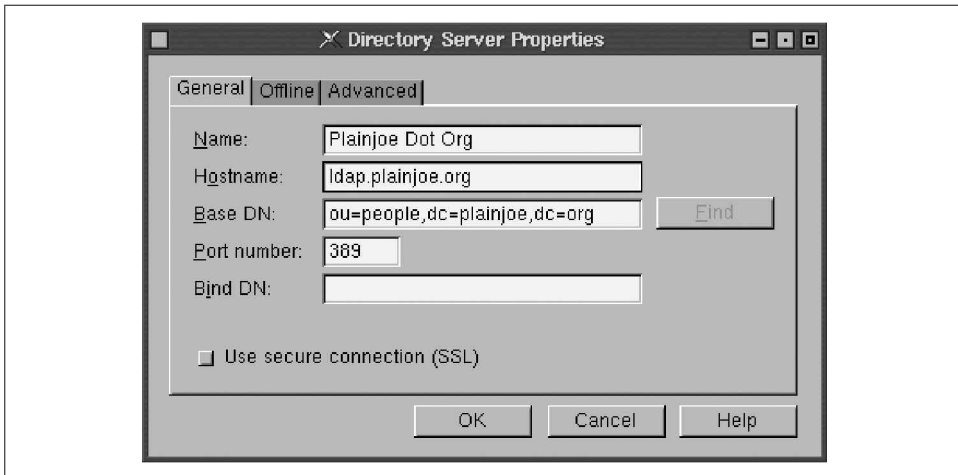 Directory Server Properties
General Offline Advanced
Name: Plainjoe Dot Org
Hostname: ldap.plainjoe.org
Base DN: ou=people,dc=plainjoe,dc=org Find
Port number: 389
Bind DN:
Use secure connection (SSL)
OK Cancel Help